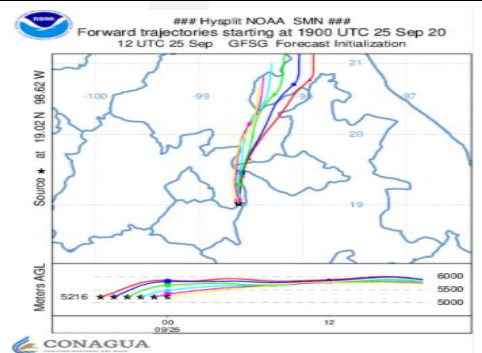 NOAA
### Hysplit NOAA SMN ###
Forward trajectories starting at 1900 UTC 25 Sep 20
12 UTC 25 Sep GFSG Forecast Initialization
Source ★ at 19.02 N 98.62 W
-100
-99
-98
-97
21
20
19
Meters AGL
5216
6000
5500
5000
00
12
09/26
CONAGUA